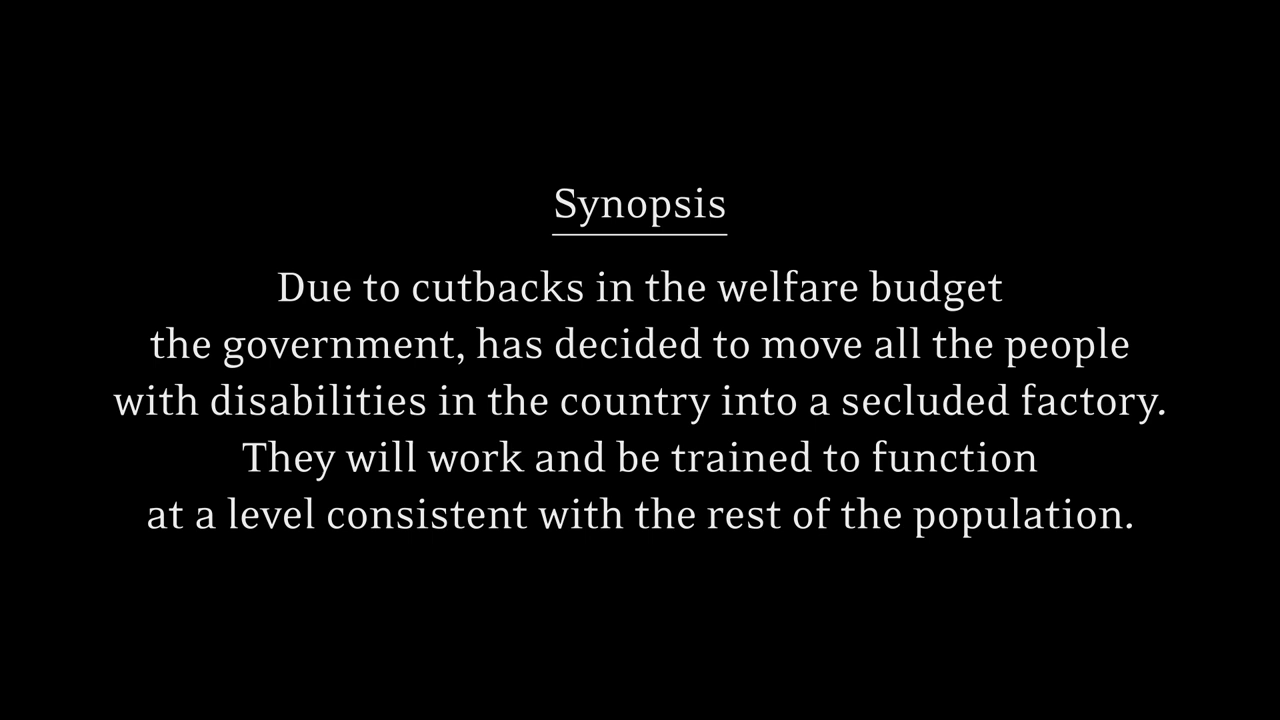 Synopsis
Due to cutbacks in the welfare budget
the government, has decided to move all the people
with disabilities in the country into a secluded factory.
They will work and be trained to function
at a level consistent with the rest of the population.